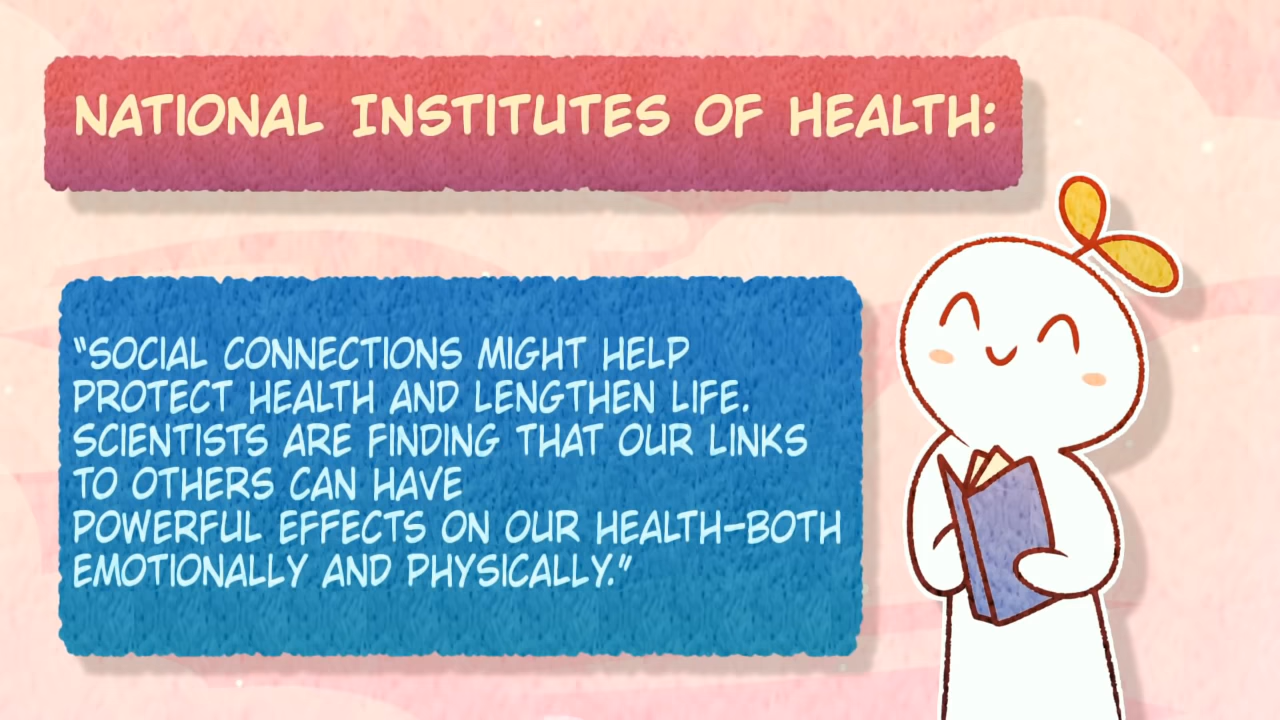 NATIONAL INSTITUTES OF HEALTH:
"SOCIAL CONNECTIONS MIGHT HELP
PROTECT HEALTH AND LENGTHEN LIFE.
SCIENTISTS ARE FINDING THAT OUR LINKS
TO OTHERS CAN HAVE
POWERFUL EFFECTS ON OUR HEALTH—BOTH
EMOTIONALLY AND PHYSICALLY."